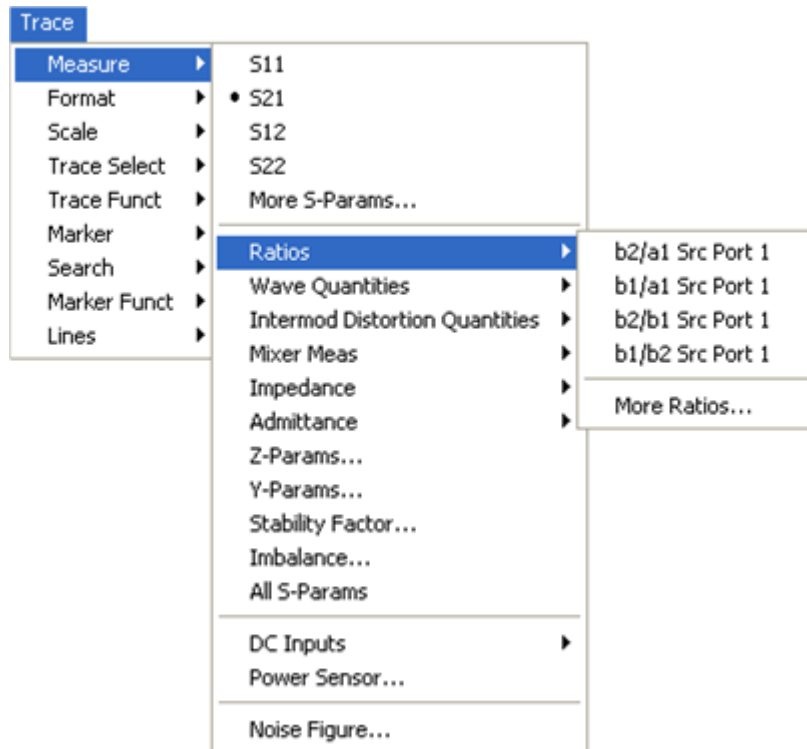 Trace
Measure
Format
Scale
Trace Select
Trace Funct
Marker
Search
Marker Funct
Lines
S11
S21
S12
S22
More S-Params...
Ratios
Wave Quantities
Intermod Distortion Quantities
Mixer Meas
Impedance
Admittance
Z-Params...
Y-Params...
Stability Factor...
Imbalance...
All S-Params
DC Inputs
Power Sensor...
Noise Figure...
b2/a1 Src Port 1
b1/a1 Src Port 1
b2/b1 Src Port 1
b1/b2 Src Port 1
More Ratios...